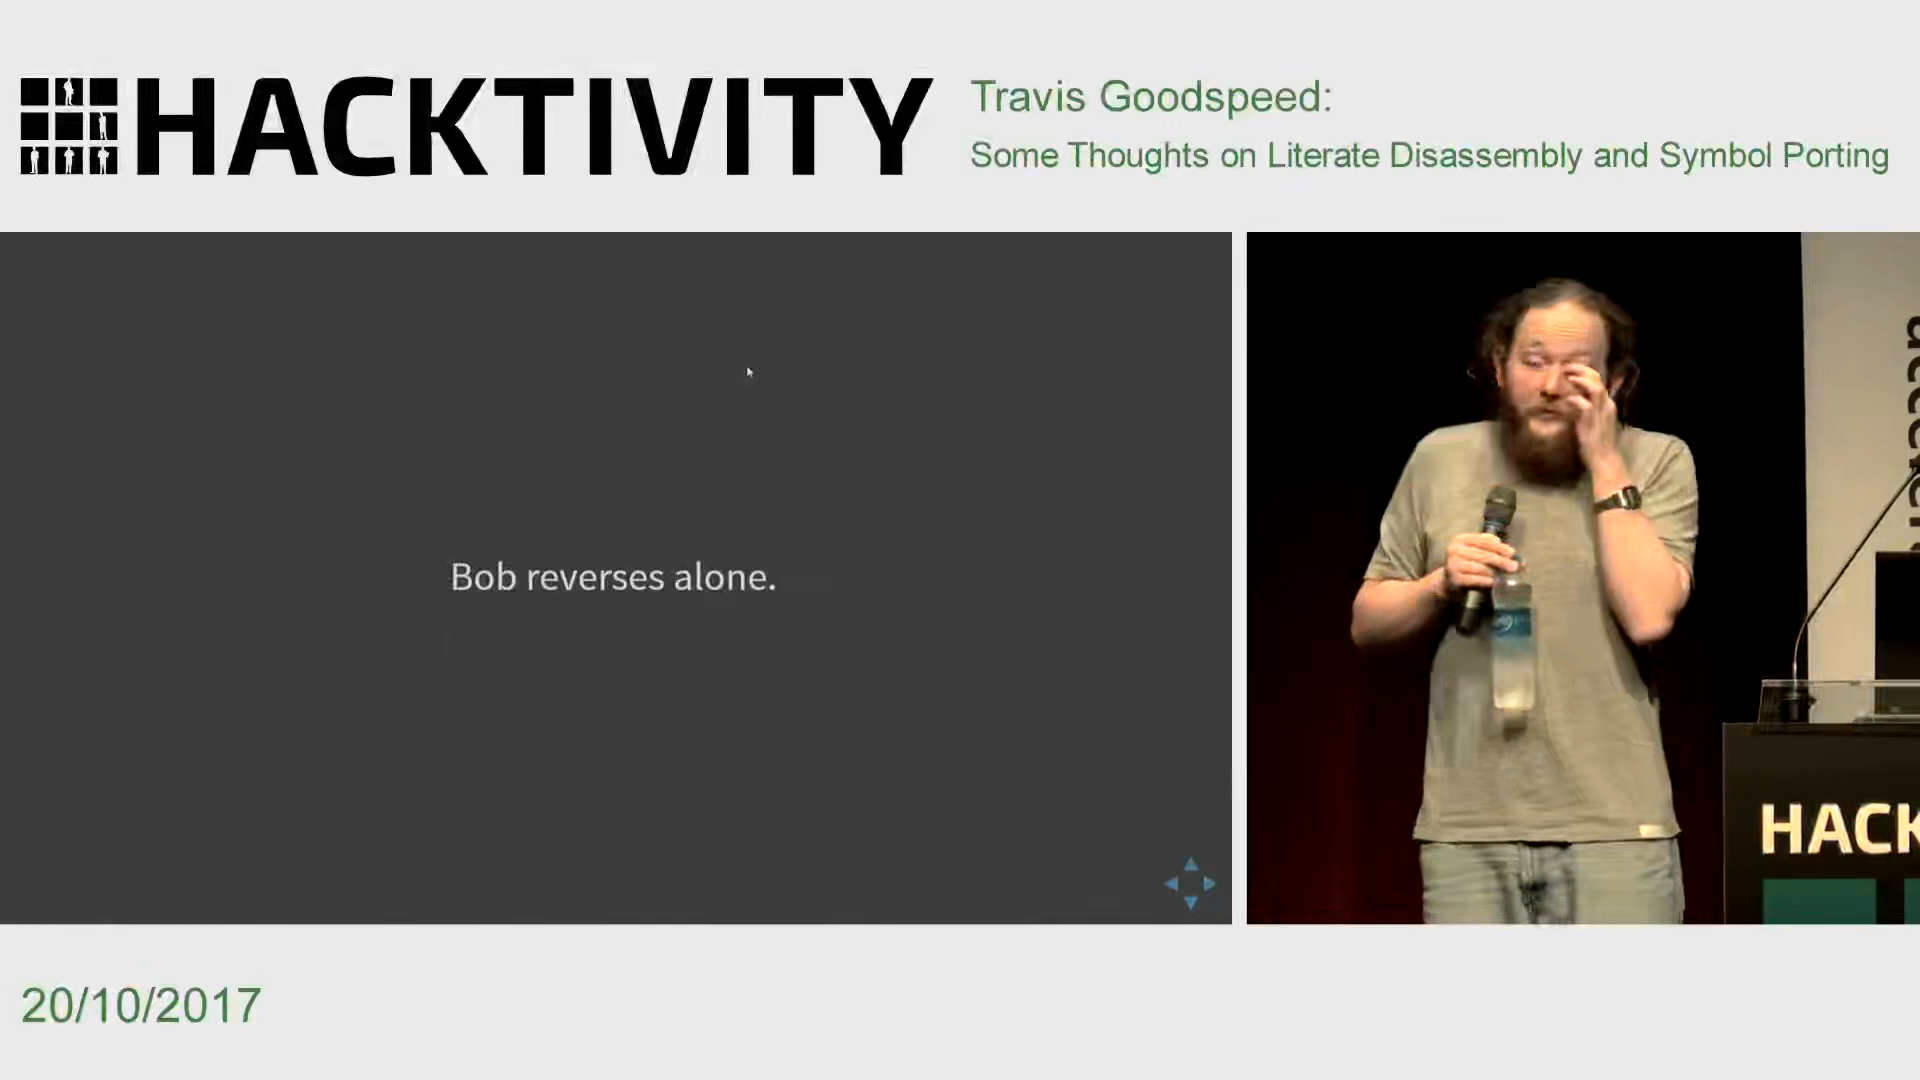 HACKTIVITY
Travis Goodspeed:
Some Thoughts on Literate Disassembly and Symbol Porting
Bob reverses alone.
HACK
20/10/2017